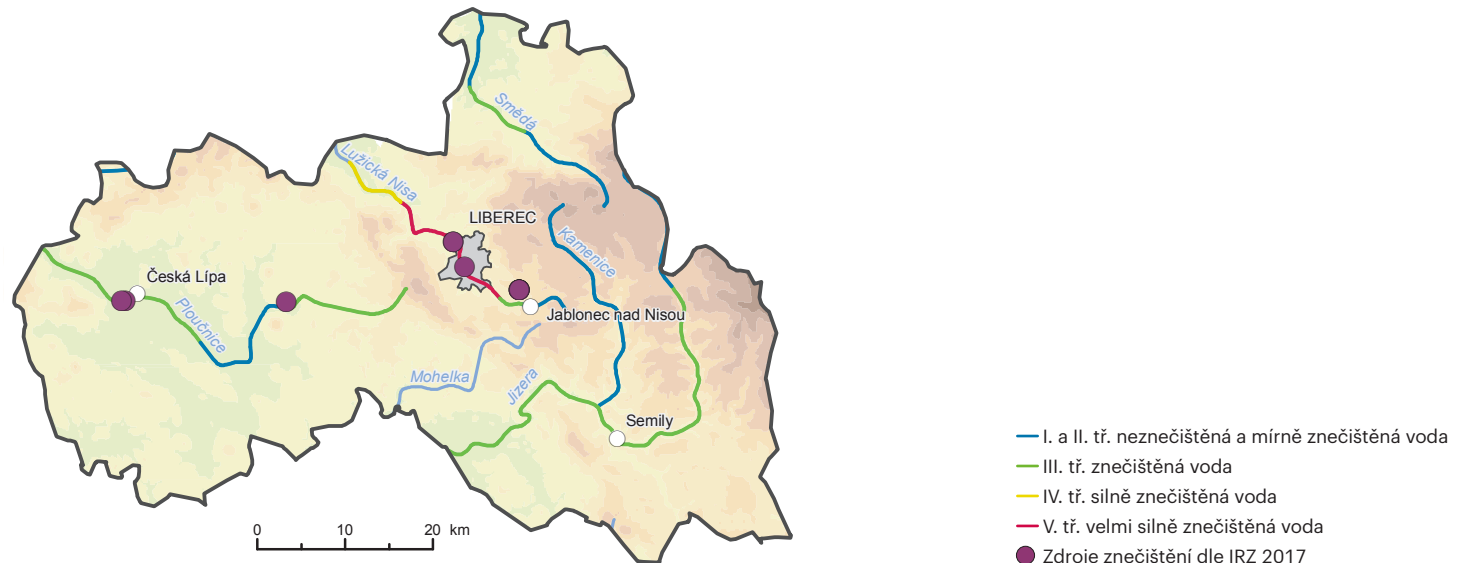 Smědá
Lužická Nisa
LIBEREC
Kamenice
Česká Lípa
Ploučnice
Jablonec nad Nisou
Mohelka
Jizera
Semily
0 10 20 km
I. a II. tř. neznečištěná a mírně znečištěná voda
III. tř. znečištěná voda
IV. tř. silně znečištěná voda
V. tř. velmi silně znečištěná voda
Zdroje znečištění dle IRZ 2017